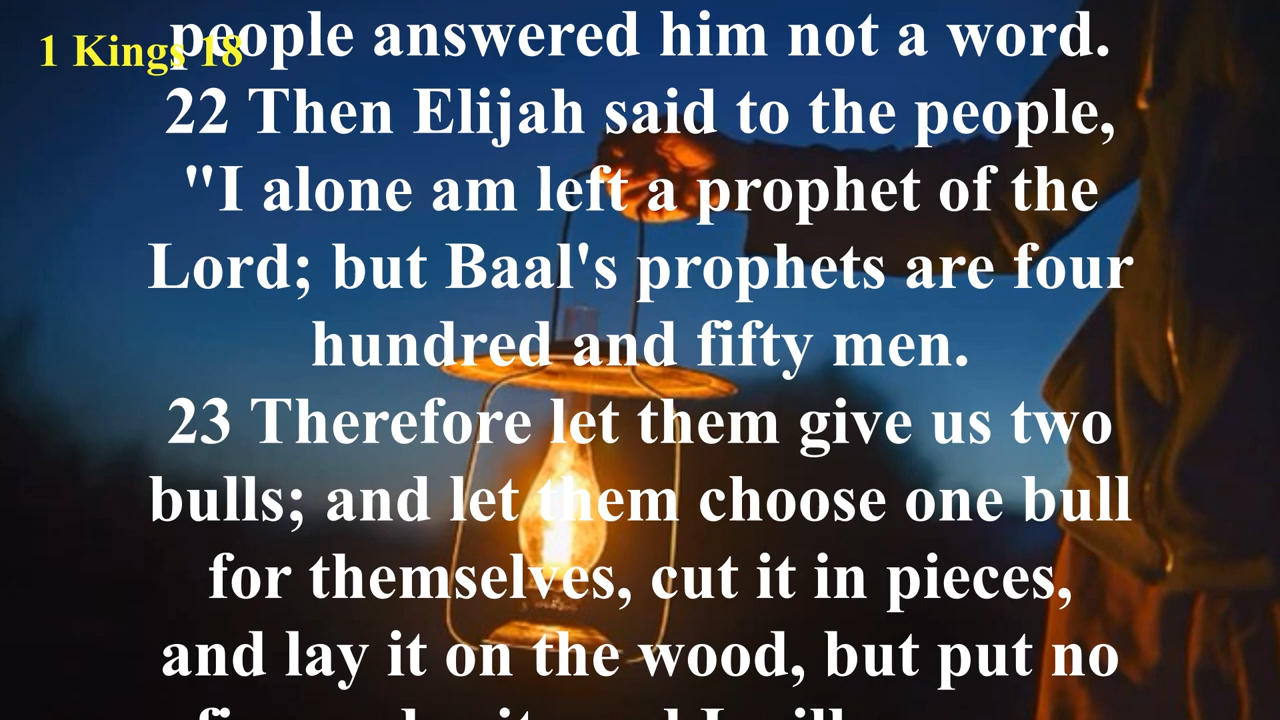 1 Kings 18
people answered him not a word.
22 Then Elijah said to the people,
"I alone am left a prophet of the
Lord; but Baal's prophets are four
hundred and fifty men.
23 Therefore let them give us two
bulls; and let them choose one bull
for themselves, cut it in pieces,
and lay it on the wood, but put no